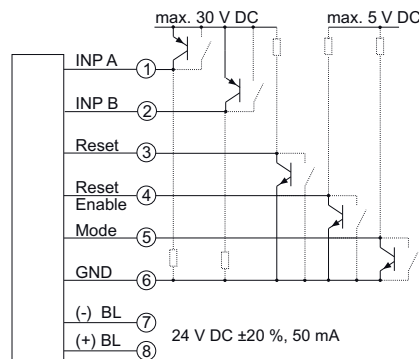 max. 30 V DC
max. 5 V DC
INP A 1
INP B 2
Reset 3
Reset
Enable 4
Mode 5
GND 6
(-) BL 7
(+) BL 8
24 V DC ±20 %, 50 mA